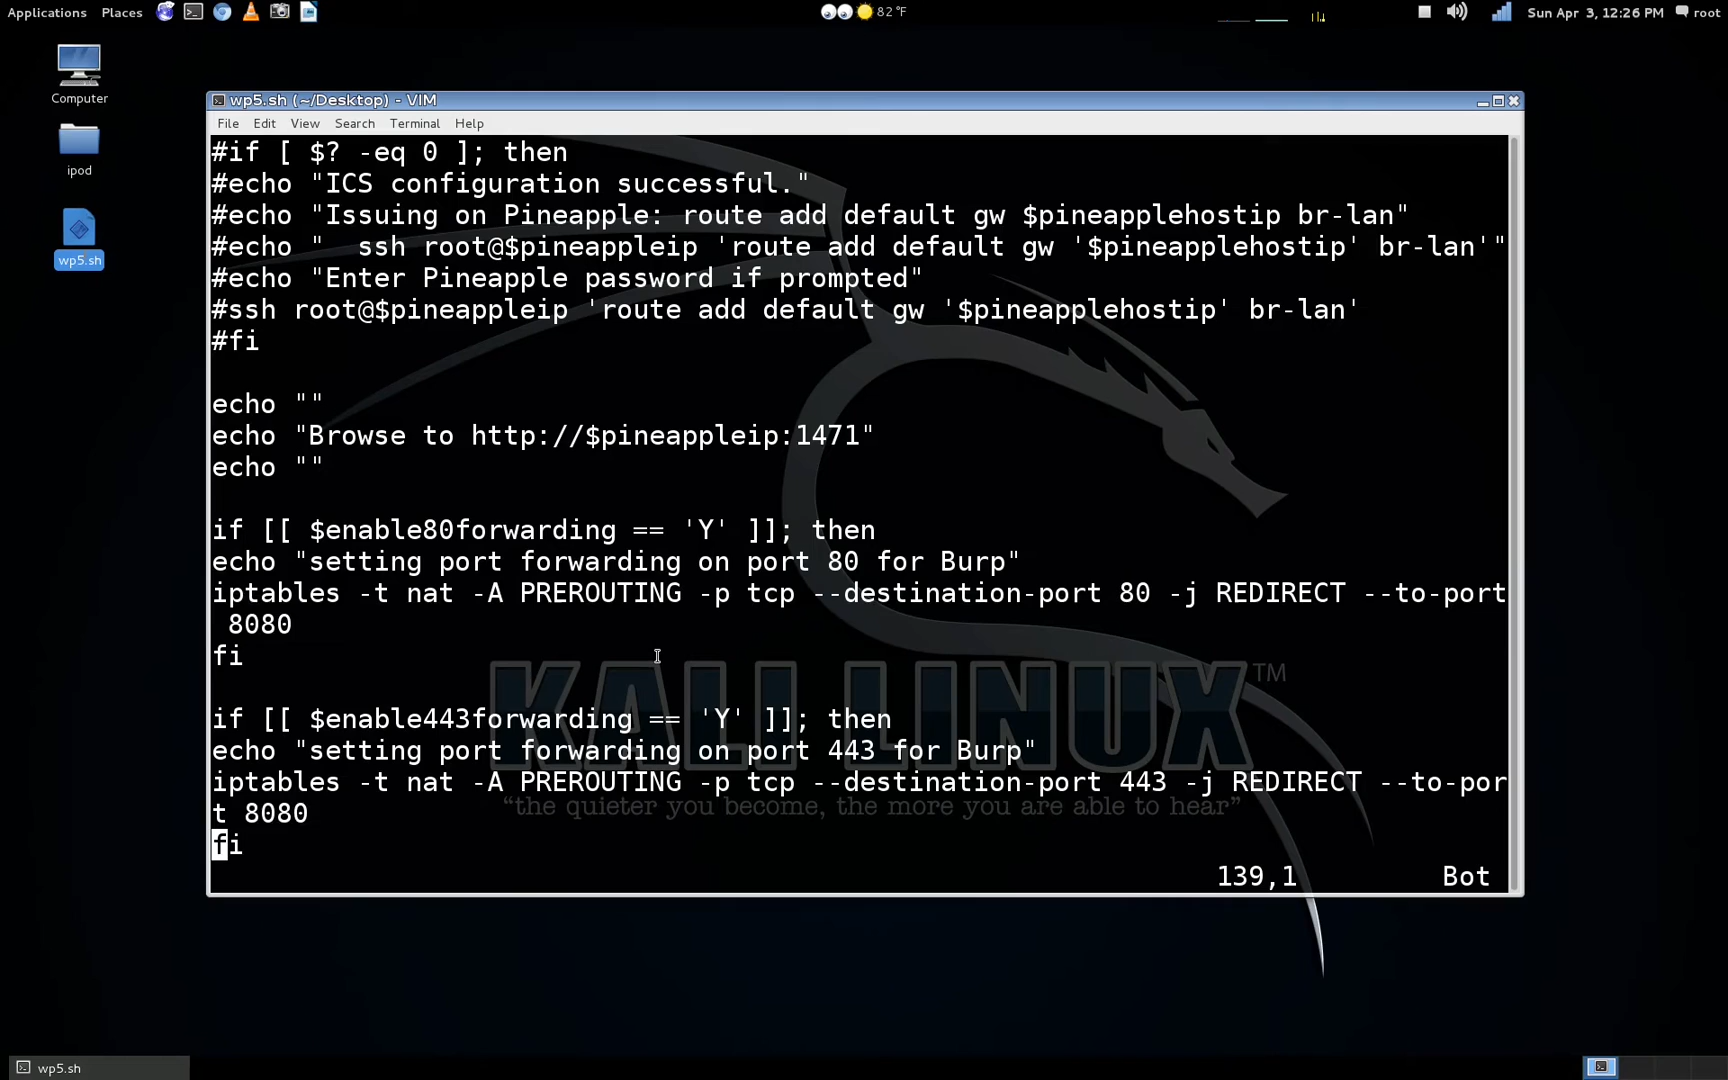 Applications Places 82 °F Sun Apr 3, 12:26 PM root
Computer
ipod
wp5.sh
wp5.sh (~/Desktop) - VIM
File Edit View Search Terminal Help
#if [ $? -eq 0 ]; then
#echo "ICS configuration successful."
#echo "Issuing on Pineapple: route add default gw $pineapplehostip br-lan"
#echo "  ssh root@$pineappleip 'route add default gw '$pineapplehostip' br-lan'"
#echo "Enter Pineapple password if prompted"
#ssh root@$pineappleip 'route add default gw '$pineapplehostip' br-lan'
#fi
echo ""
echo "Browse to http://$pineappleip:1471"
echo ""
if [[ $enable80forwarding == 'Y' ]]; then
echo "setting port forwarding on port 80 for Burp"
iptables -t nat -A PREROUTING -p tcp --destination-port 80 -j REDIRECT --to-port
 8080
fi
KALI LINUX™
if [[ $enable443forwarding == 'Y' ]]; then
echo "setting port forwarding on port 443 for Burp"
iptables -t nat -A PREROUTING -p tcp --destination-port 443 -j REDIRECT --to-por
"the quieter you become, the more you are able to hear"
t 8080
fi
139,1 Bot
wp5.sh